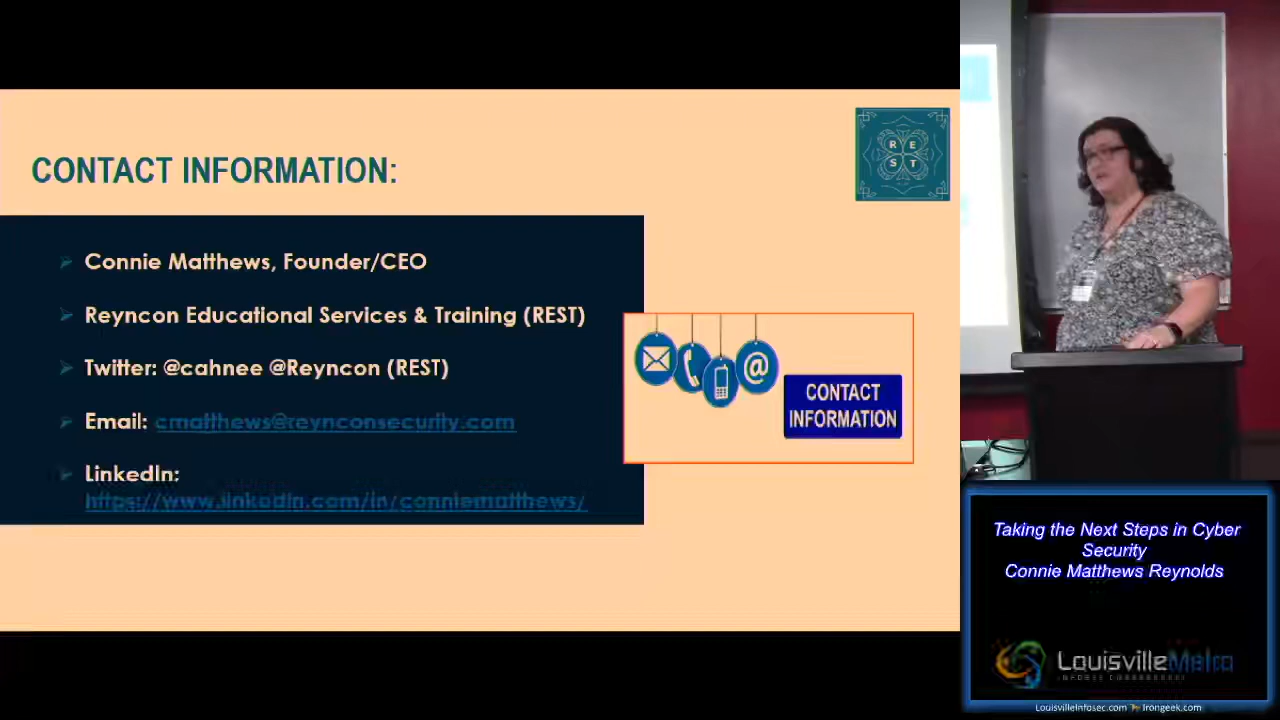 CONTACT INFORMATION:
R E
S T
Connie Matthews, Founder/CEO
Reyncon Educational Services & Training (REST)
Twitter: @cahnee @Reyncon (REST)
Email: cmatthews@reynconsecurity.com
LinkedIn:
https://www.linkedin.com/in/conniematthews/
@
CONTACT
INFORMATION
Taking the Next Steps in Cyber
Security
Connie Matthews Reynolds
LouisvilleMetro
LouisvilleInfosec.com
Irongeek.com